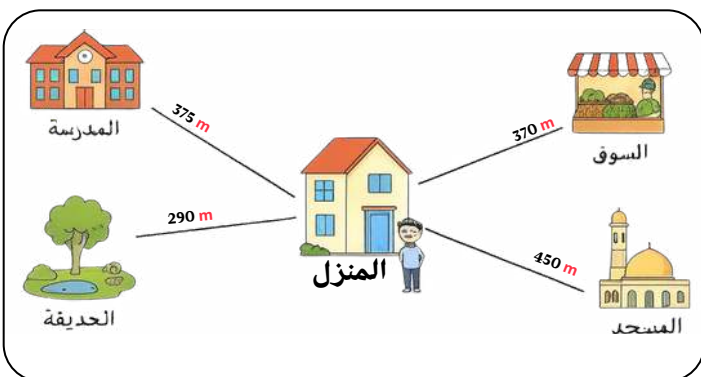 المدرسة
375 m
370 m
السوق
290 m
المنزل
450 m
الحديقة
المسجد